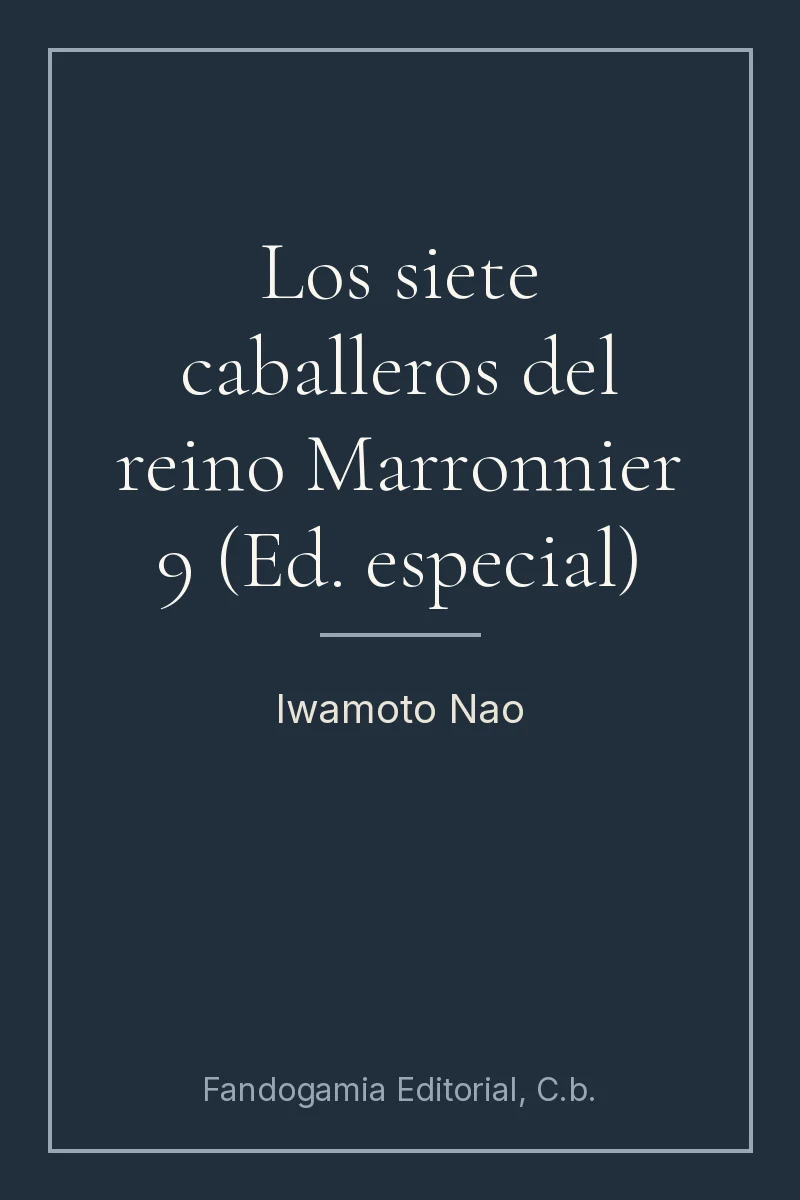 Los siete
caballeros del
reino Marronnier
9 (Ed. especial)
Iwamoto Nao
Fandogamia Editorial, C.b.